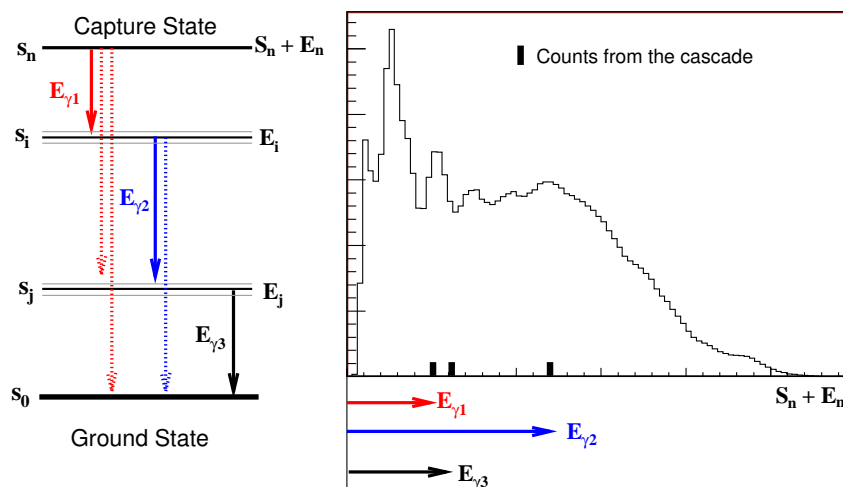 Capture State
S_n
S_n + E_n
E_γ1
S_i
E_i
E_γ2
S_j
E_j
E_γ3
S_0
Ground State
Counts from the cascade
S_n + E_n
E_γ1
E_γ2
E_γ3